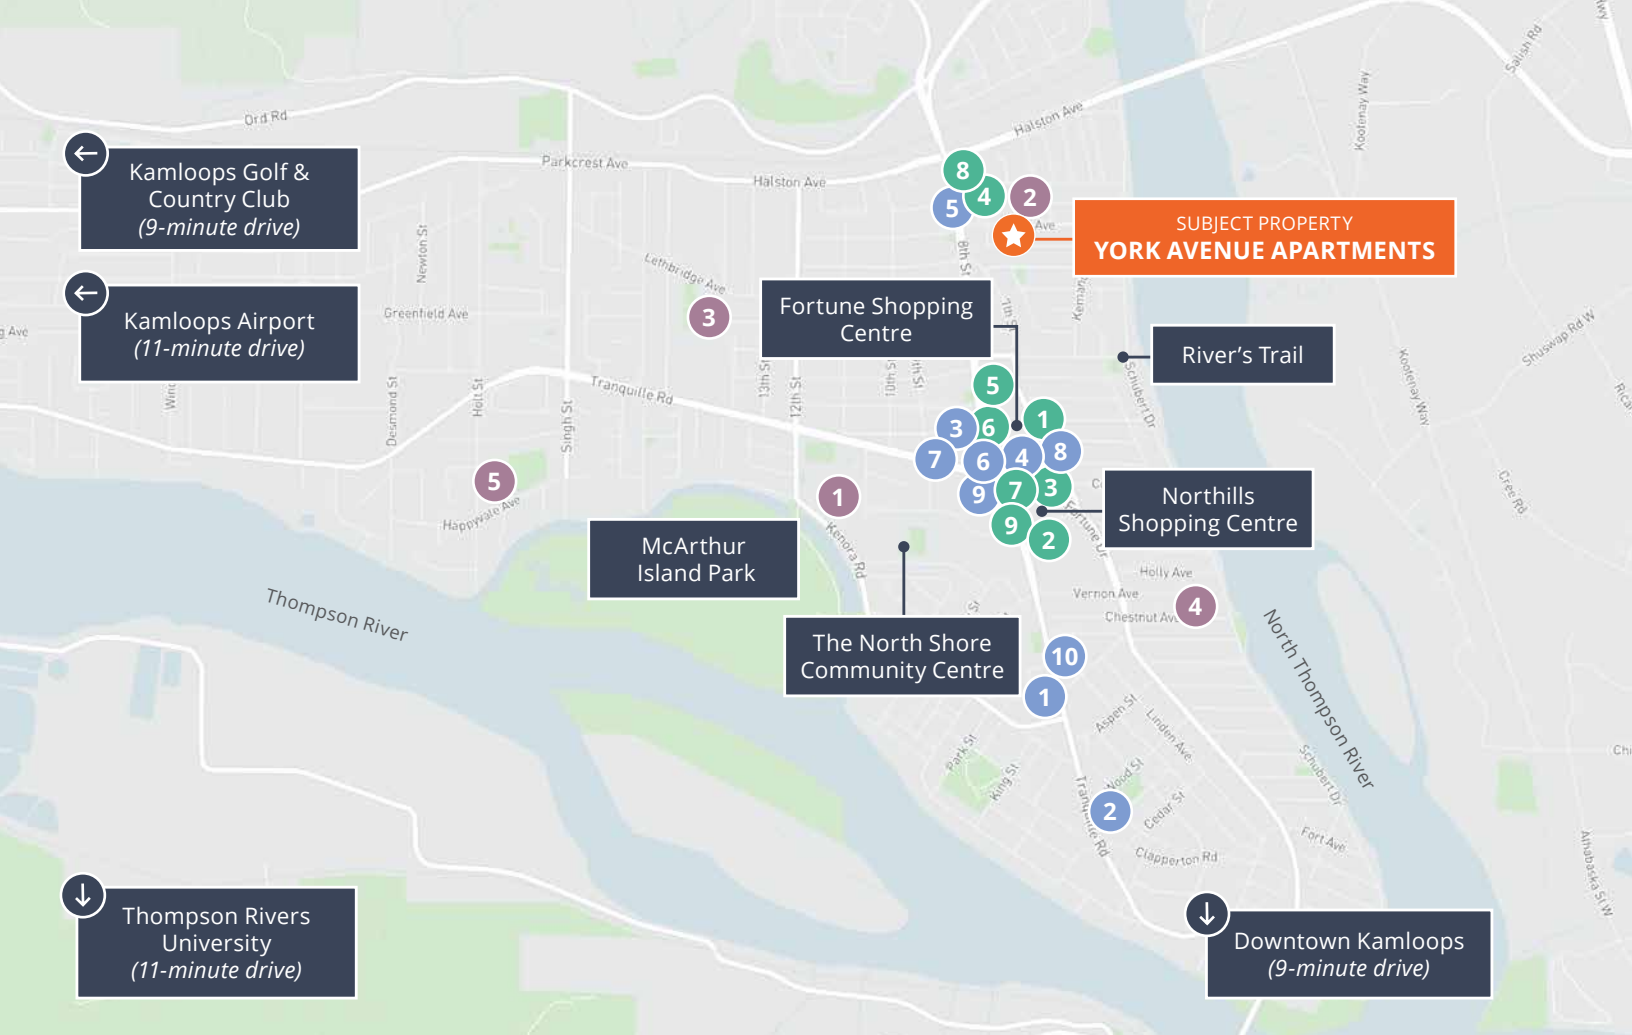 Ord Rd
Parkcrest Ave
Halston Ave
Halston Ave
Salish Rd
Kootenay Way
Kamloops Golf &
Country Club
(9-minute drive)
8
4
2
5
Ave
SUBJECT PROPERTY
YORK AVENUE APARTMENTS
8th St
Newton St
Lethbridge Ave
Kamloops Airport
(11-minute drive)
Greenfield Ave
3
Fortune Shopping
Centre
7th St
River's Trail
Shuswap Rd W
Kootenay Way
Schubert Dr
Desmond St
Holt St
Singh St
Tranquille Rd
13th St
12th St
10th St
5
3
6
1
7
6
4
8
9
7
3
9
2
Fortune Dr
Northills
Shopping Centre
Cree Rd
5
Happyvale Ave
1
Kenora Rd
McArthur
Island Park
Holly Ave
Vernon Ave
Chestnut Ave
4
Thompson River
The North Shore
Community Centre
10
1
North Thompson River
Aspen St
Linden Ave
Park St
King St
Wood St
Schubert Dr
2
Cedar St
Tranquille Rd
Clapperton Rd
Fort Ave
Athabaska St W
Thompson Rivers
University
(11-minute drive)
Downtown Kamloops
(9-minute drive)